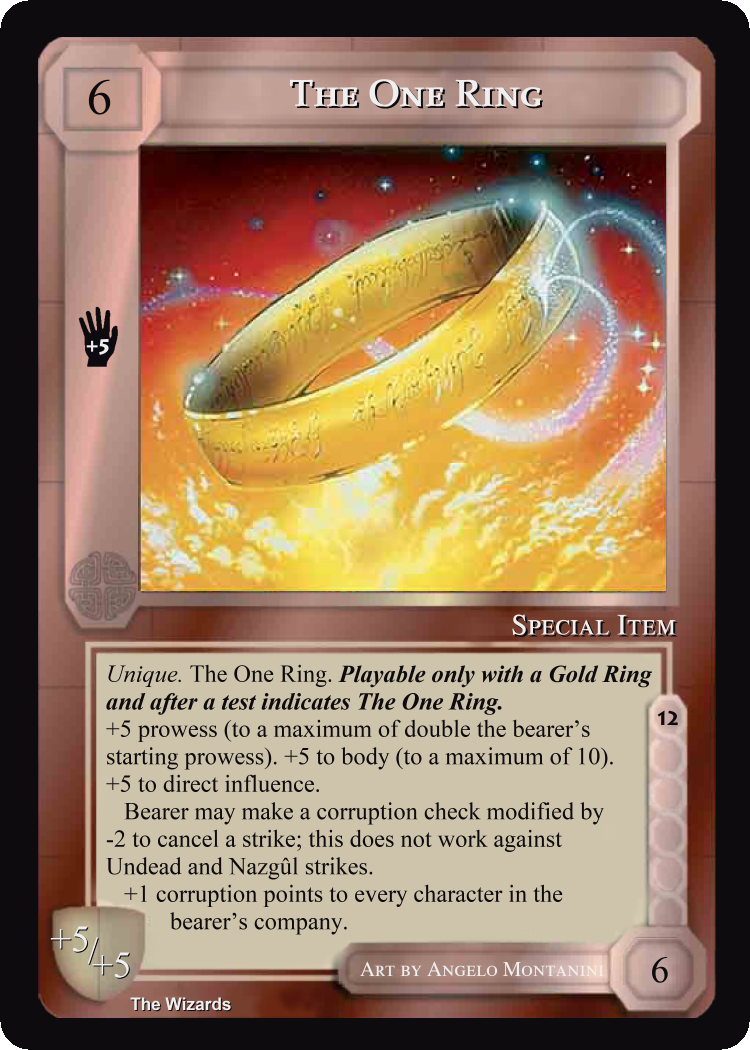 6
The One Ring
+5
Special Item
Unique. The One Ring. Playable only with a Gold Ring
and after a test indicates The One Ring.
+5 prowess (to a maximum of double the bearer's
starting prowess). +5 to body (to a maximum of 10).
+5 to direct influence.
Bearer may make a corruption check modified by
-2 to cancel a strike; this does not work against
Undead and Nazgûl strikes.
+1 corruption points to every character in the
bearer's company.
12
+5/+5
Art by Angelo Montanini
6
The Wizards